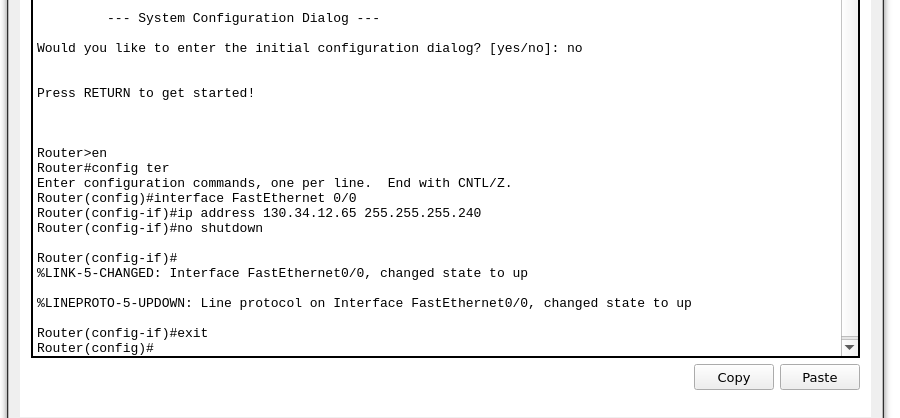 --- System Configuration Dialog ---
Would you like to enter the initial configuration dialog? [yes/no]: no
Press RETURN to get started!
Router>en
Router#config ter
Enter configuration commands, one per line.  End with CNTL/Z.
Router(config)#interface FastEthernet 0/0
Router(config-if)#ip address 130.34.12.65 255.255.255.240
Router(config-if)#no shutdown
Router(config-if)#
%LINK-5-CHANGED: Interface FastEthernet0/0, changed state to up
%LINEPROTO-5-UPDOWN: Line protocol on Interface FastEthernet0/0, changed state to up
Router(config-if)#exit
Router(config)#
Copy Paste